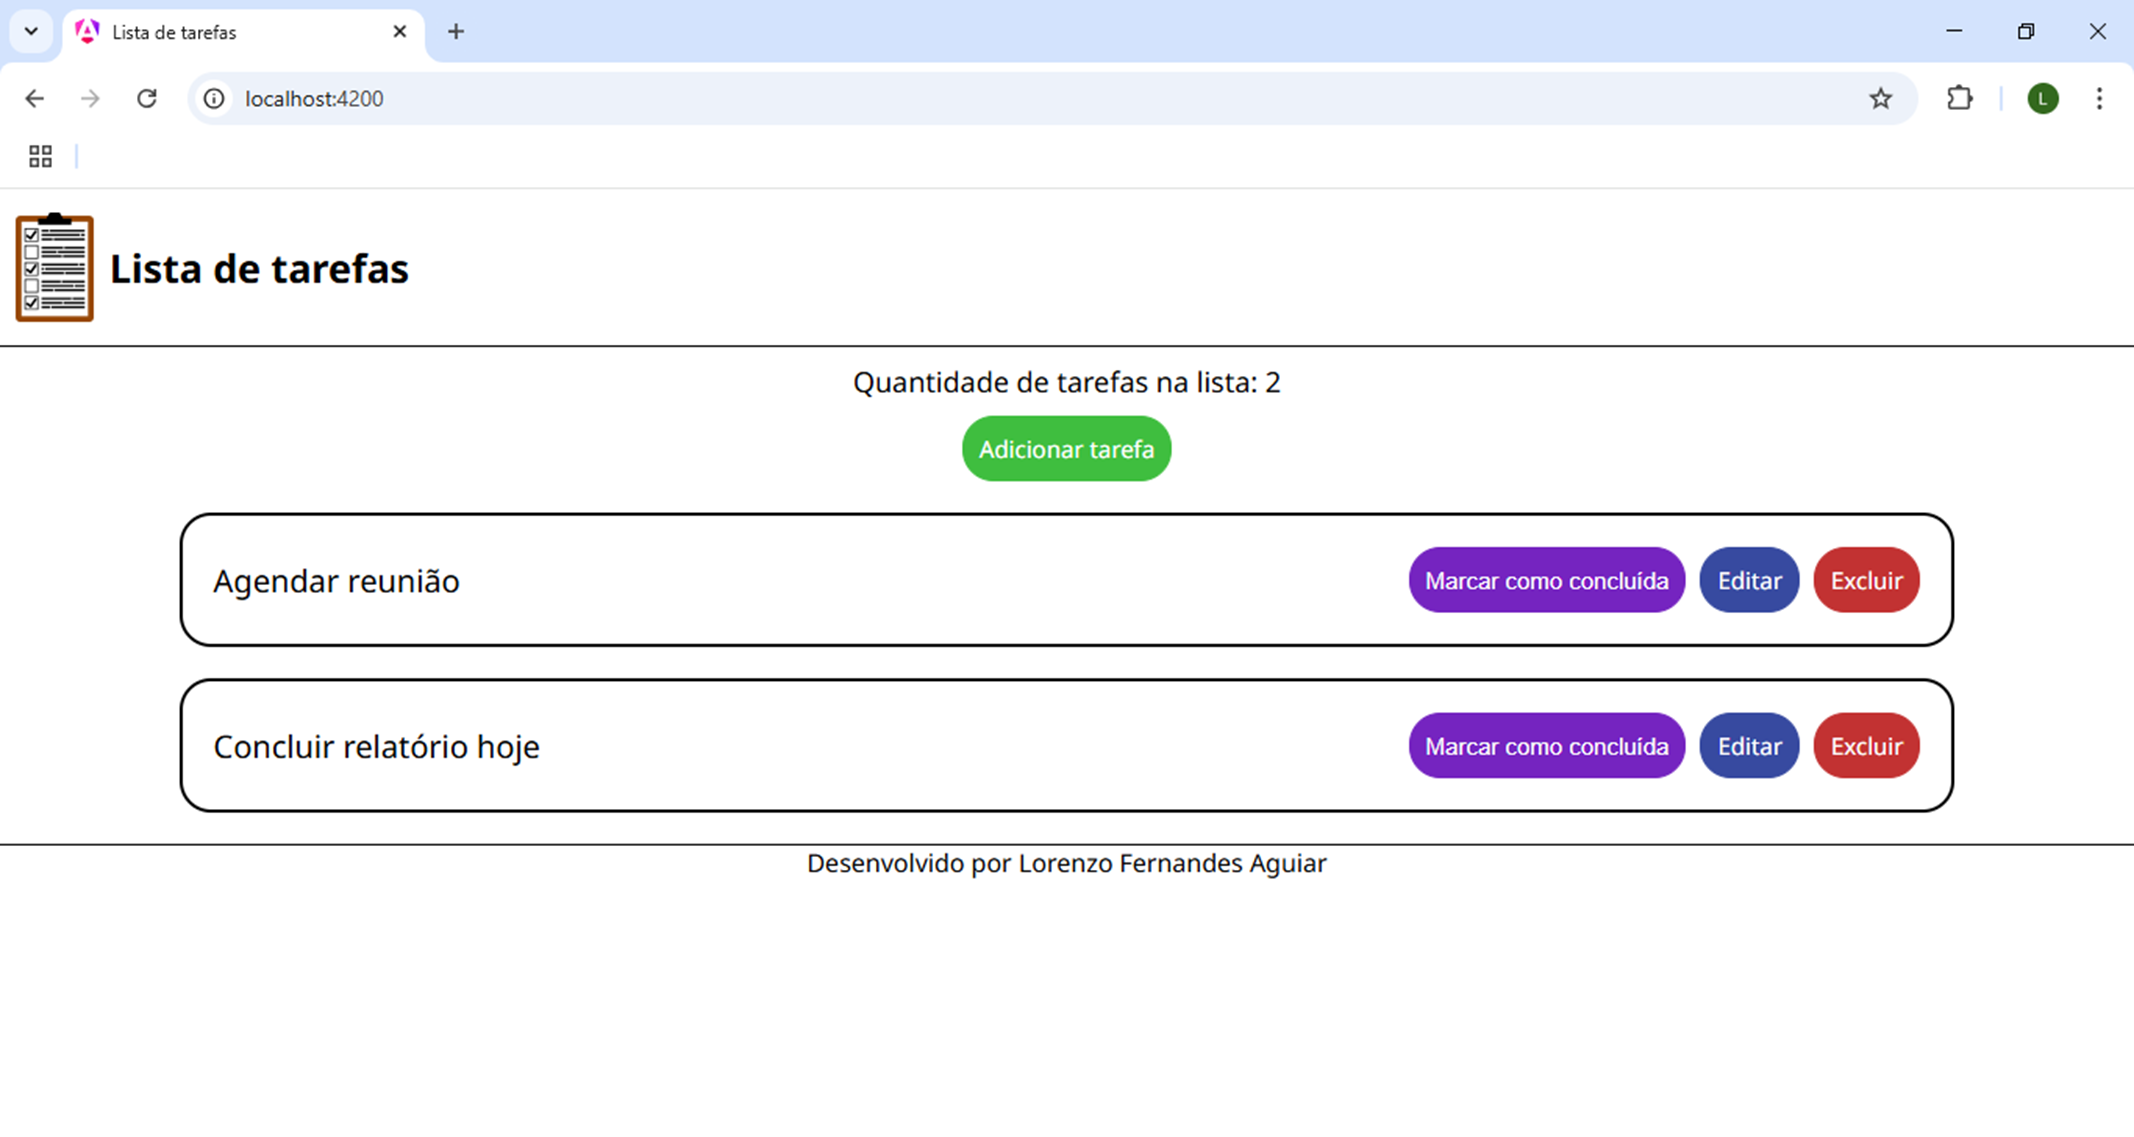 Lista de tarefas
localhost:4200
L
Lista de tarefas
Quantidade de tarefas na lista: 2
Adicionar tarefa
Agendar reunião
Marcar como concluída Editar Excluir
Concluir relatório hoje
Marcar como concluída Editar Excluir
Desenvolvido por Lorenzo Fernandes Aguiar